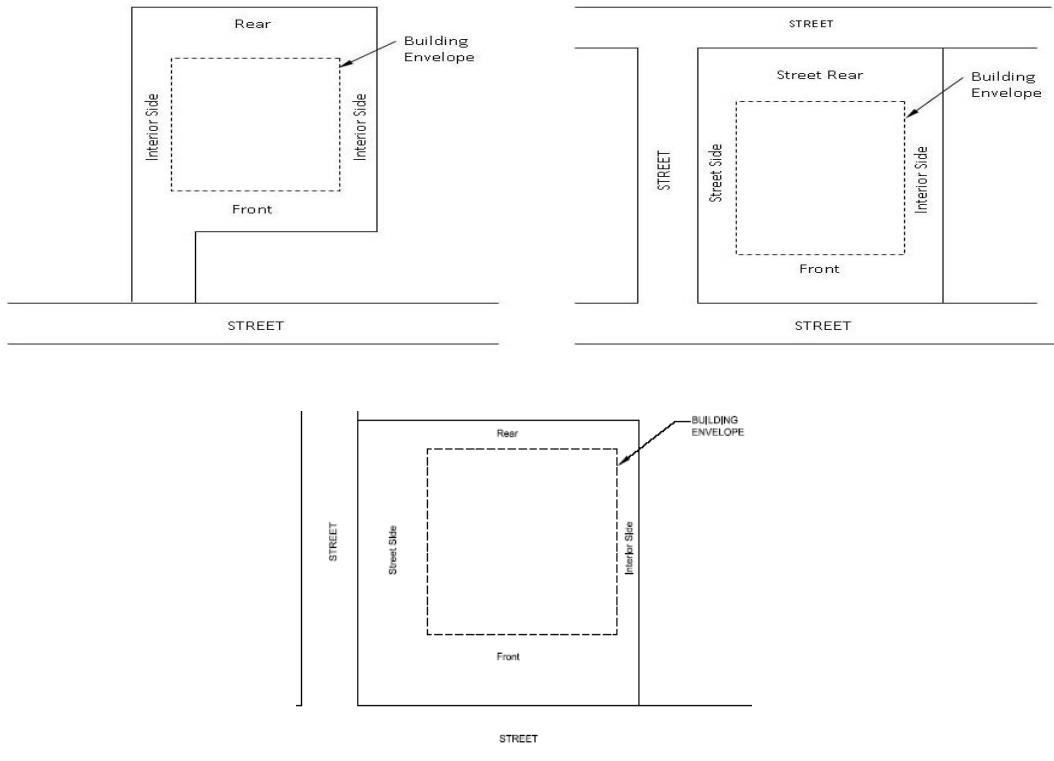 Rear
Building
Envelope
Interior Side
Interior Side
Front
STREET
STREET
Street Rear
Building
Envelope
STREET
Street Side
Interior Side
Front
STREET
BUILDING
ENVELOPE
Rear
STREET
Street Side
Interior Side
Front
STREET